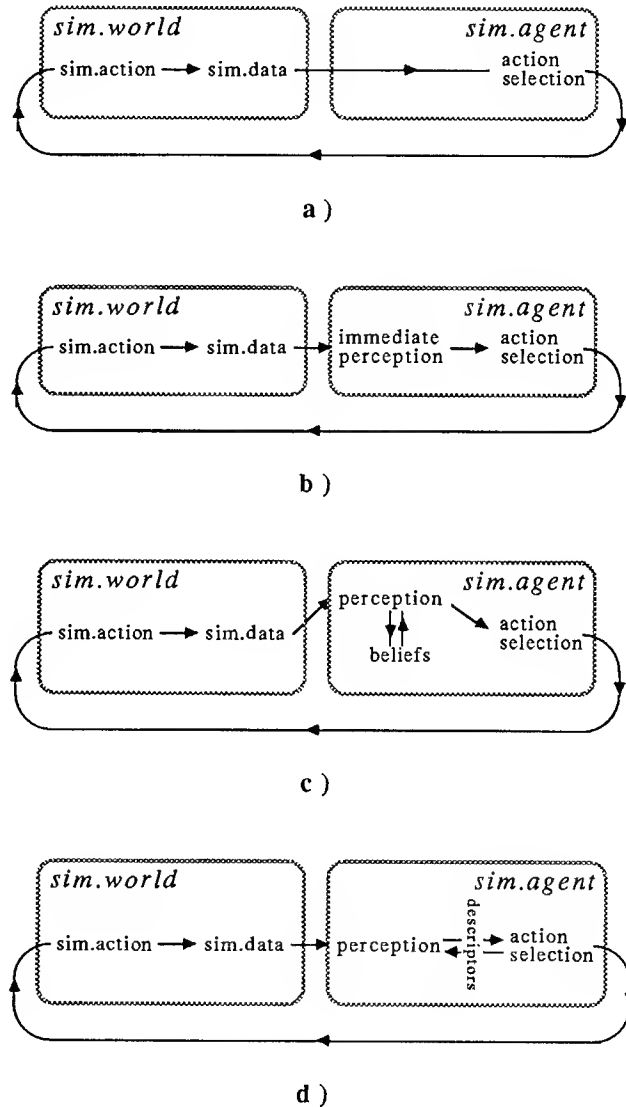 sim.world
sim.agent
sim.action
sim.data
action
selection
a )
sim.world
sim.agent
sim.action
sim.data
immediate
perception
action
selection
b )
sim.world
sim.agent
perception
sim.action
sim.data
action
selection
beliefs
c )
sim.world
sim.agent
descriptors
sim.action
sim.data
perception
action
selection
d )